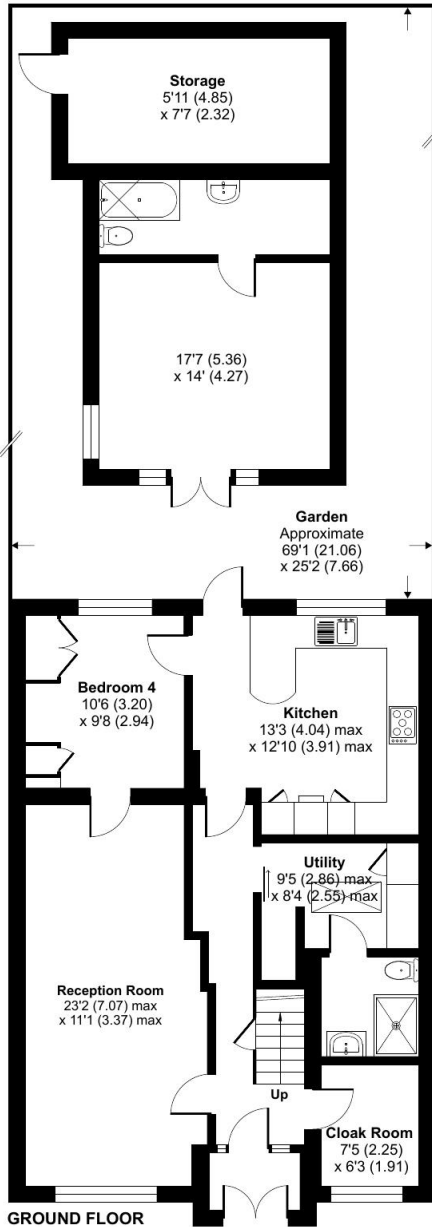 Storage
5'11 (4.85)
x 7'7 (2.32)
17'7 (5.36)
x 14' (4.27)
Garden
Approximate
69'1 (21.06)
x 25'2 (7.66)
Bedroom 4
10'6 (3.20)
x 9'8 (2.94)
Kitchen
13'3 (4.04) max
x 12'10 (3.91) max
Utility
9'5 (2.86) max
x 8'4 (2.55) max
Reception Room
23'2 (7.07) max
x 11'1 (3.37) max
Up
Cloak Room
7'5 (2.25)
x 6'3 (1.91)
GROUND FLOOR